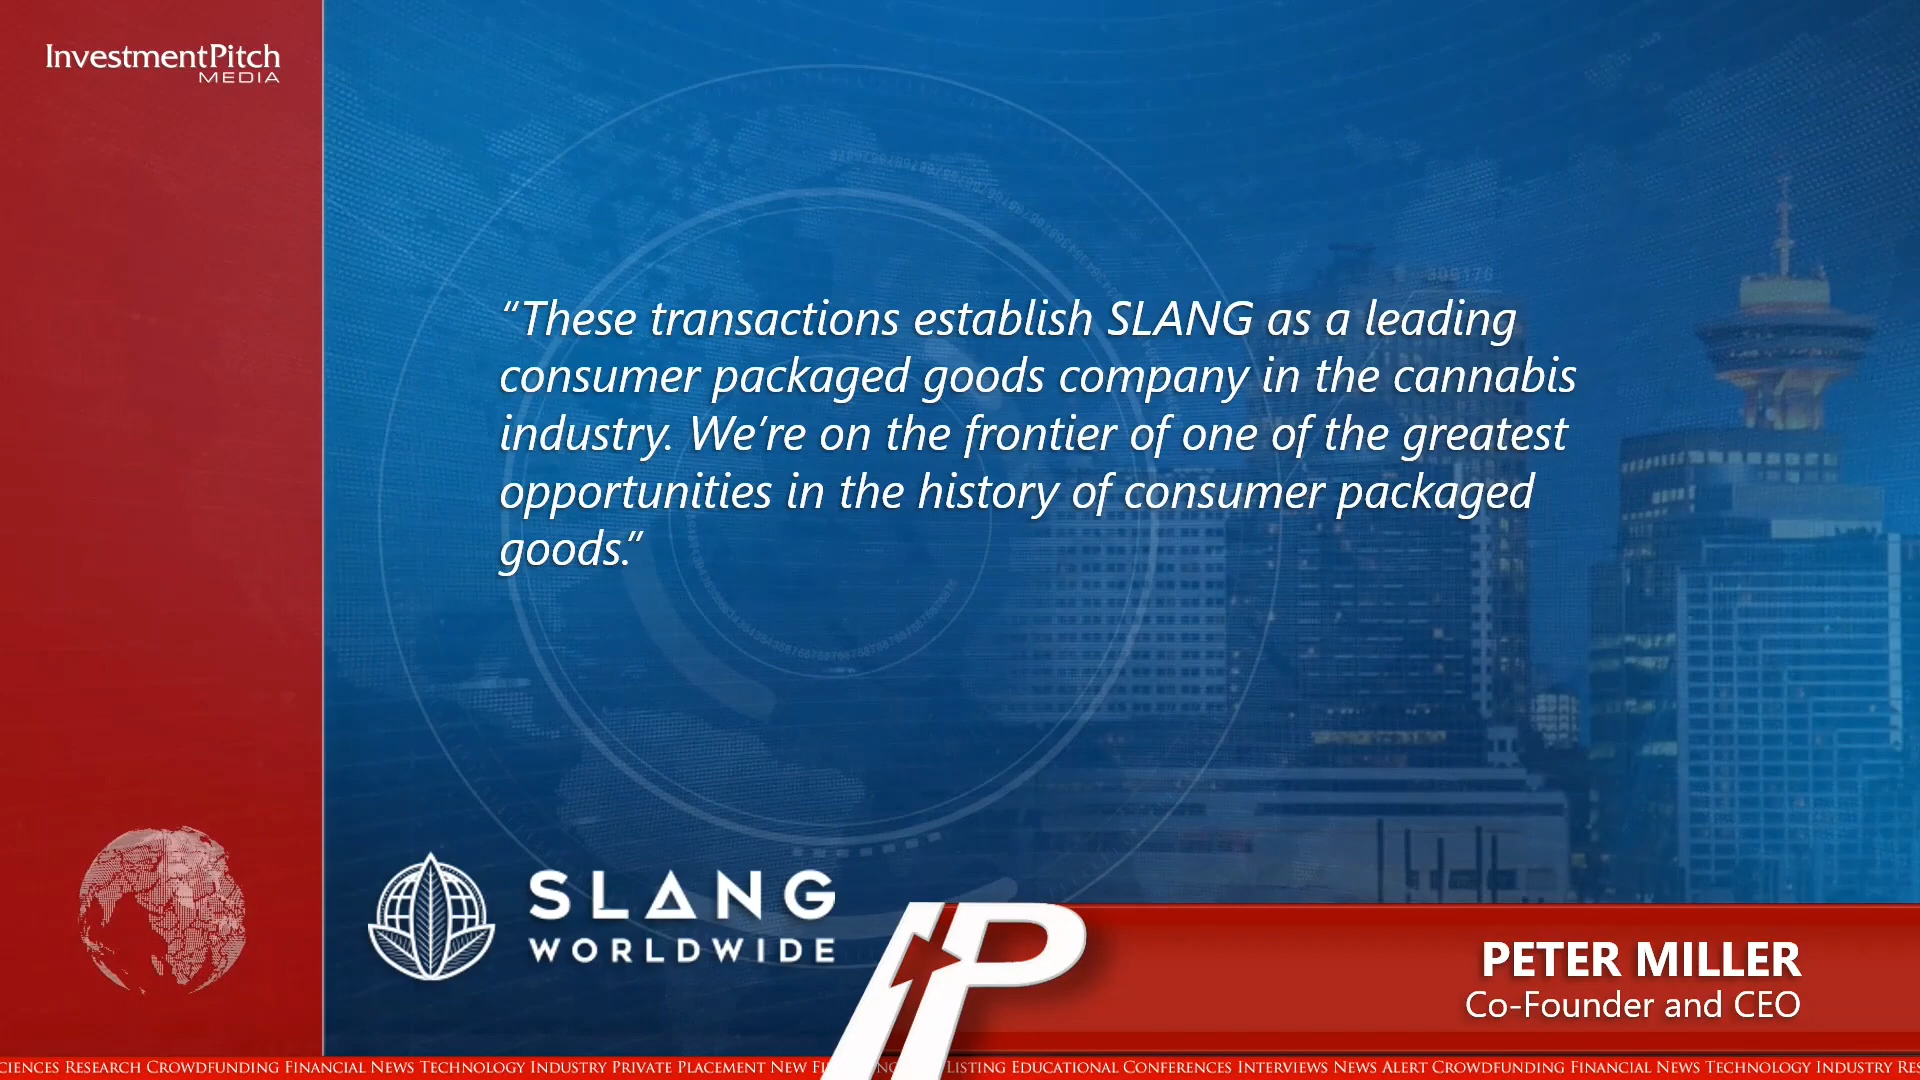 InvestmentPitch
MEDIA
“These transactions establish SLANG as a leading
consumer packaged goods company in the cannabis
industry. We’re on the frontier of one of the greatest
opportunities in the history of consumer packaged
goods.”
SLANG
WORLDWIDE
IP
PETER MILLER
Co-Founder and CEO
CIENCES RESEARCH CROWDFUNDING FINANCIAL NEWS TECHNOLOGY INDUSTRY PRIVATE PLACEMENT NEW LISTING EDUCATIONAL CONFERENCES INTERVIEWS NEWS ALERT CROWDFUNDING FINANCIAL NEWS TECHNOLOGY INDUSTRY RES